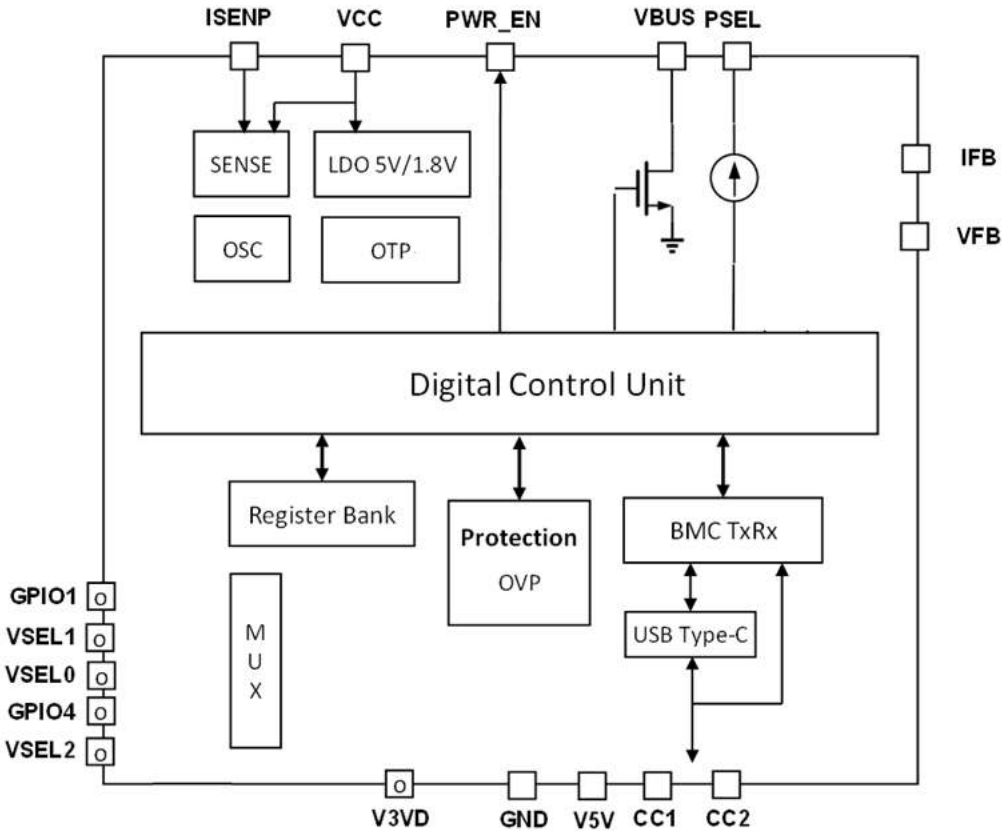 ISENP VCC PWR_EN VBUS PSEL
SENSE LDO 5V/1.8V
IFB
VFB
OSC OTP
Digital Control Unit
Register Bank
Protection
OVP
BMC TxRx
USB Type-C
GPIO1 o
VSEL1 o
VSEL0 o
GPIO4 o
VSEL2 o
M
U
X
o
V3VD GND V5V CC1 CC2